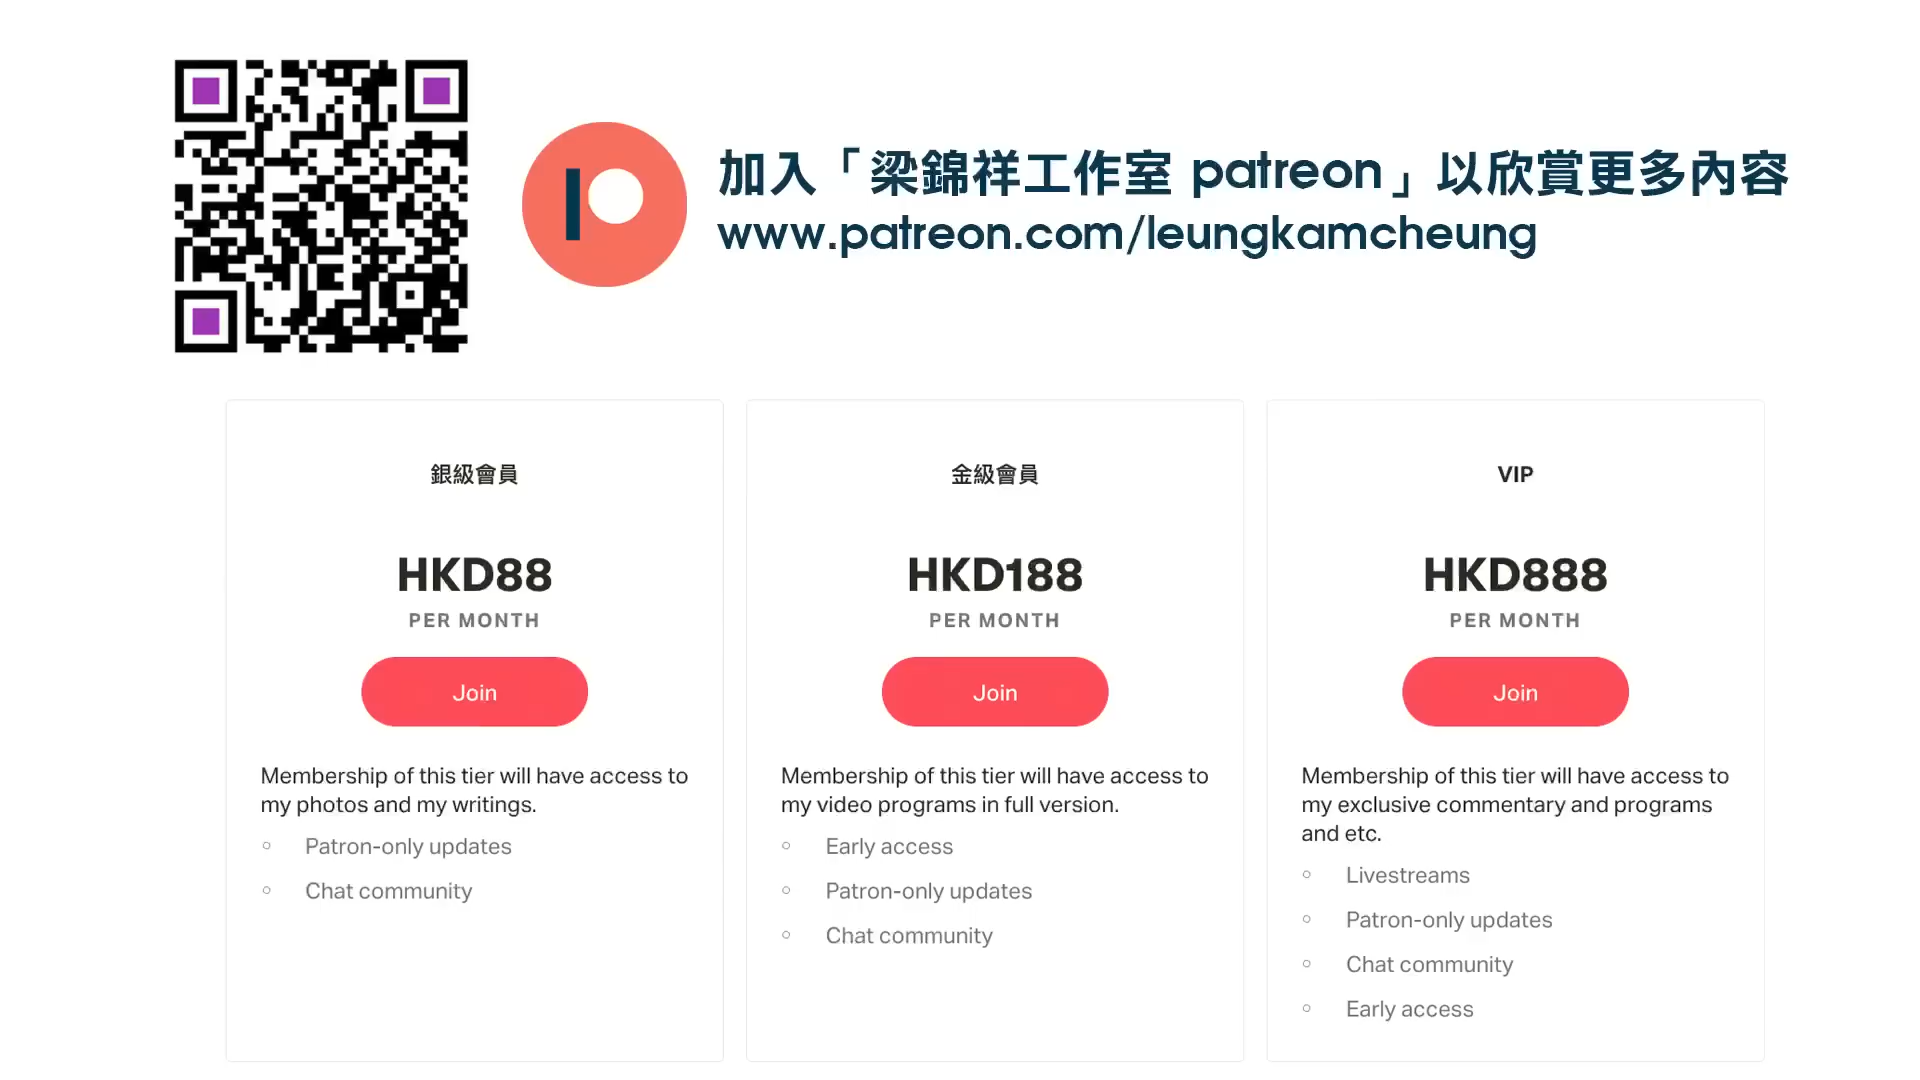 加入「梁錦祥工作室 patreon」以欣賞更多內容
www.patreon.com/leungkamcheung
銀級會員
HKD88
PER MONTH
Join
Membership of this tier will have access to
my photos and my writings.
Patron-only updates
Chat community
金級會員
HKD188
PER MONTH
Join
Membership of this tier will have access to
my video programs in full version.
Early access
Patron-only updates
Chat community
VIP
HKD888
PER MONTH
Join
Membership of this tier will have access to
my exclusive commentary and programs
and etc.
Livestreams
Patron-only updates
Chat community
Early access